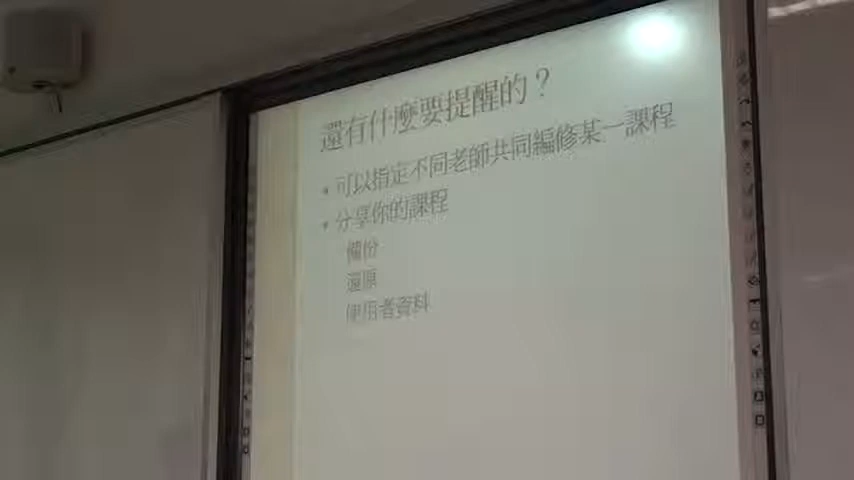 還有什麼要提醒的？
• 可以指定不同老師共同編修某一課程
• 分享你的課程
備份
還原
使用者資料